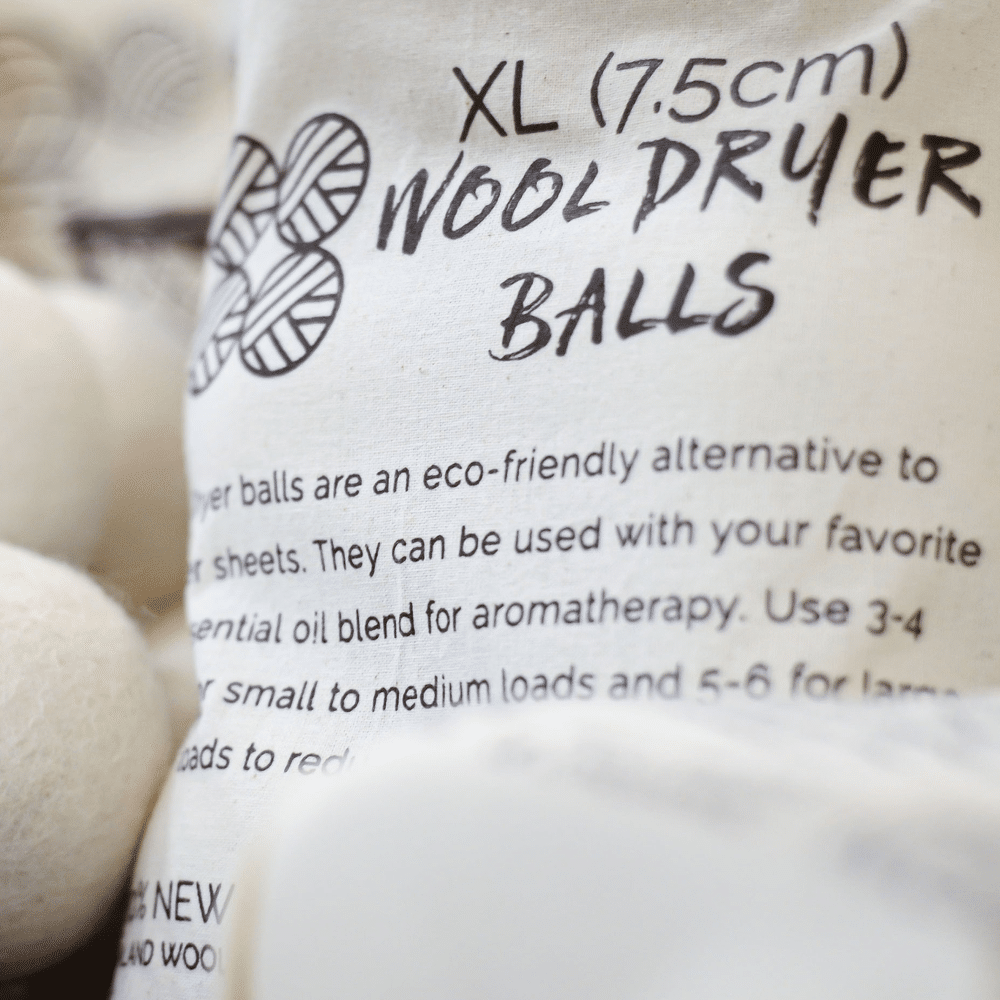 XL (7.5cm)
WOOL DRYER
BALLS
balls are an eco-friendly alternative to
sheets. They can be used with your favorite
oil blend for aromatherapy. Use 3-4
small to medium loads and 5-6 for
to
NEW